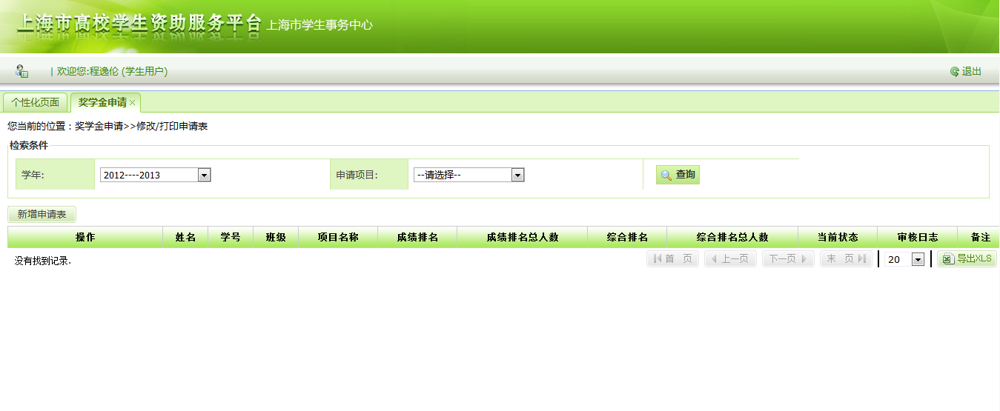 上海市高校学生资助服务平台 上海市学生事务中心
| 欢迎您:程逸伦 (学生用户) 退出
个性化页面 奖学金申请 ×
您当前的位置：奖学金申请>>修改/打印申请表
检索条件
学年: 2012----2013 申请项目: --请选择-- 查询
新增申请表
操作 姓名 学号 班级 项目名称 成绩排名 成绩排名总人数 综合排名 综合排名总人数 当前状态 审核日志 备注
没有找到记录. 首 页 上一页 下一页 末 页 20 导出XLS